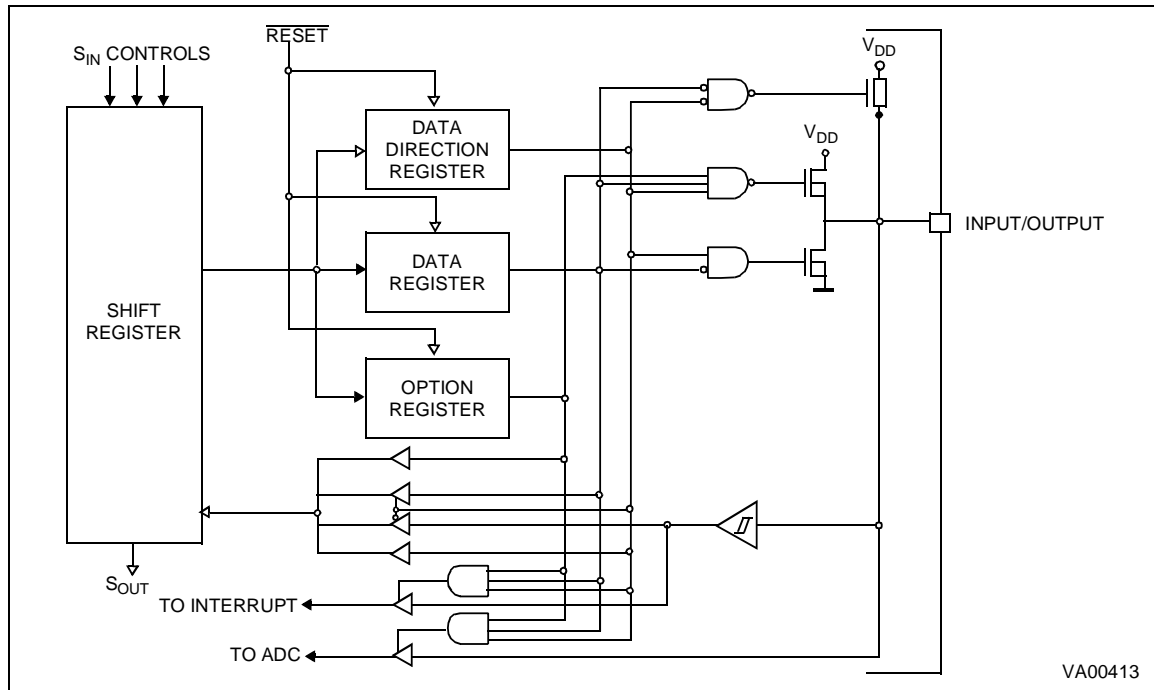 RESET
S_IN CONTROLS
V_DD
DATA
DIRECTION
REGISTER
V_DD
INPUT/OUTPUT
DATA
REGISTER
SHIFT
REGISTER
OPTION
REGISTER
S_OUT
TO INTERRUPT
TO ADC
VA00413